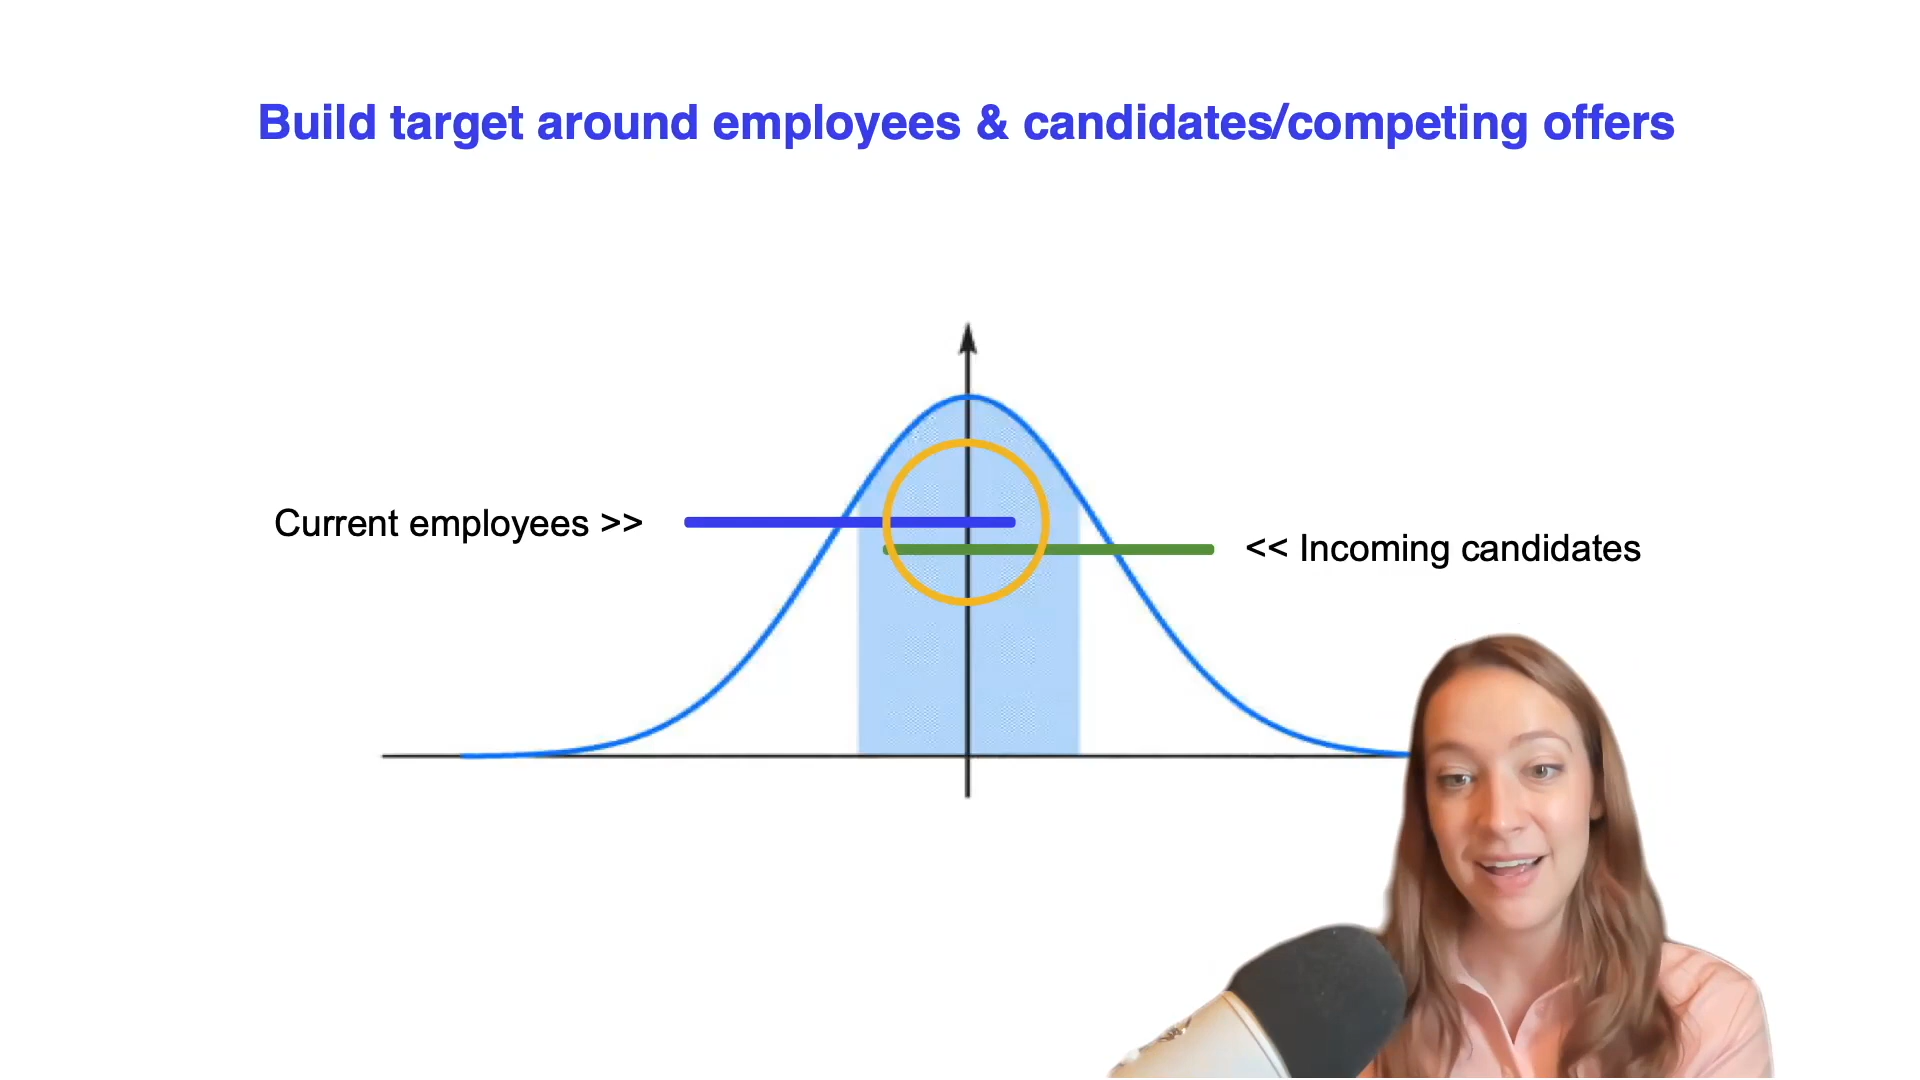 Build target around employees & candidates/competing offers
Current employees >>
<< Incoming candidates